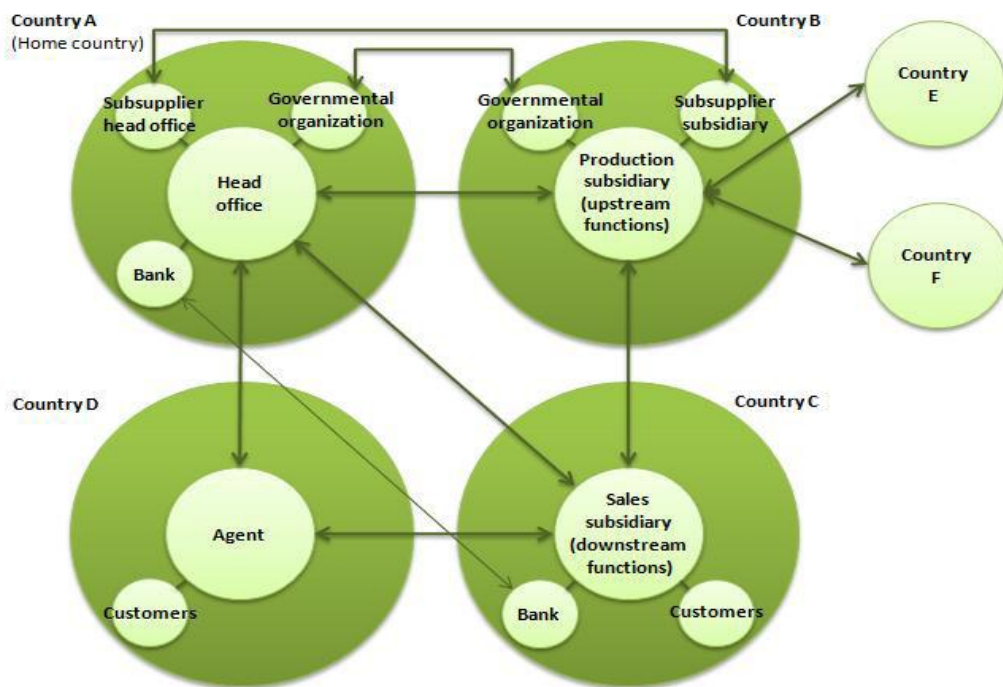 Country A
(Home country)
Country B
Subsupplier
head office
Governmental
organization
Head
office
Bank
Governmental
organization
Subsupplier
subsidiary
Production
subsidiary
(upstream
functions)
Country
E
Country
F
Country D
Agent
Customers
Country C
Sales
subsidiary
(downstream
functions)
Bank
Customers